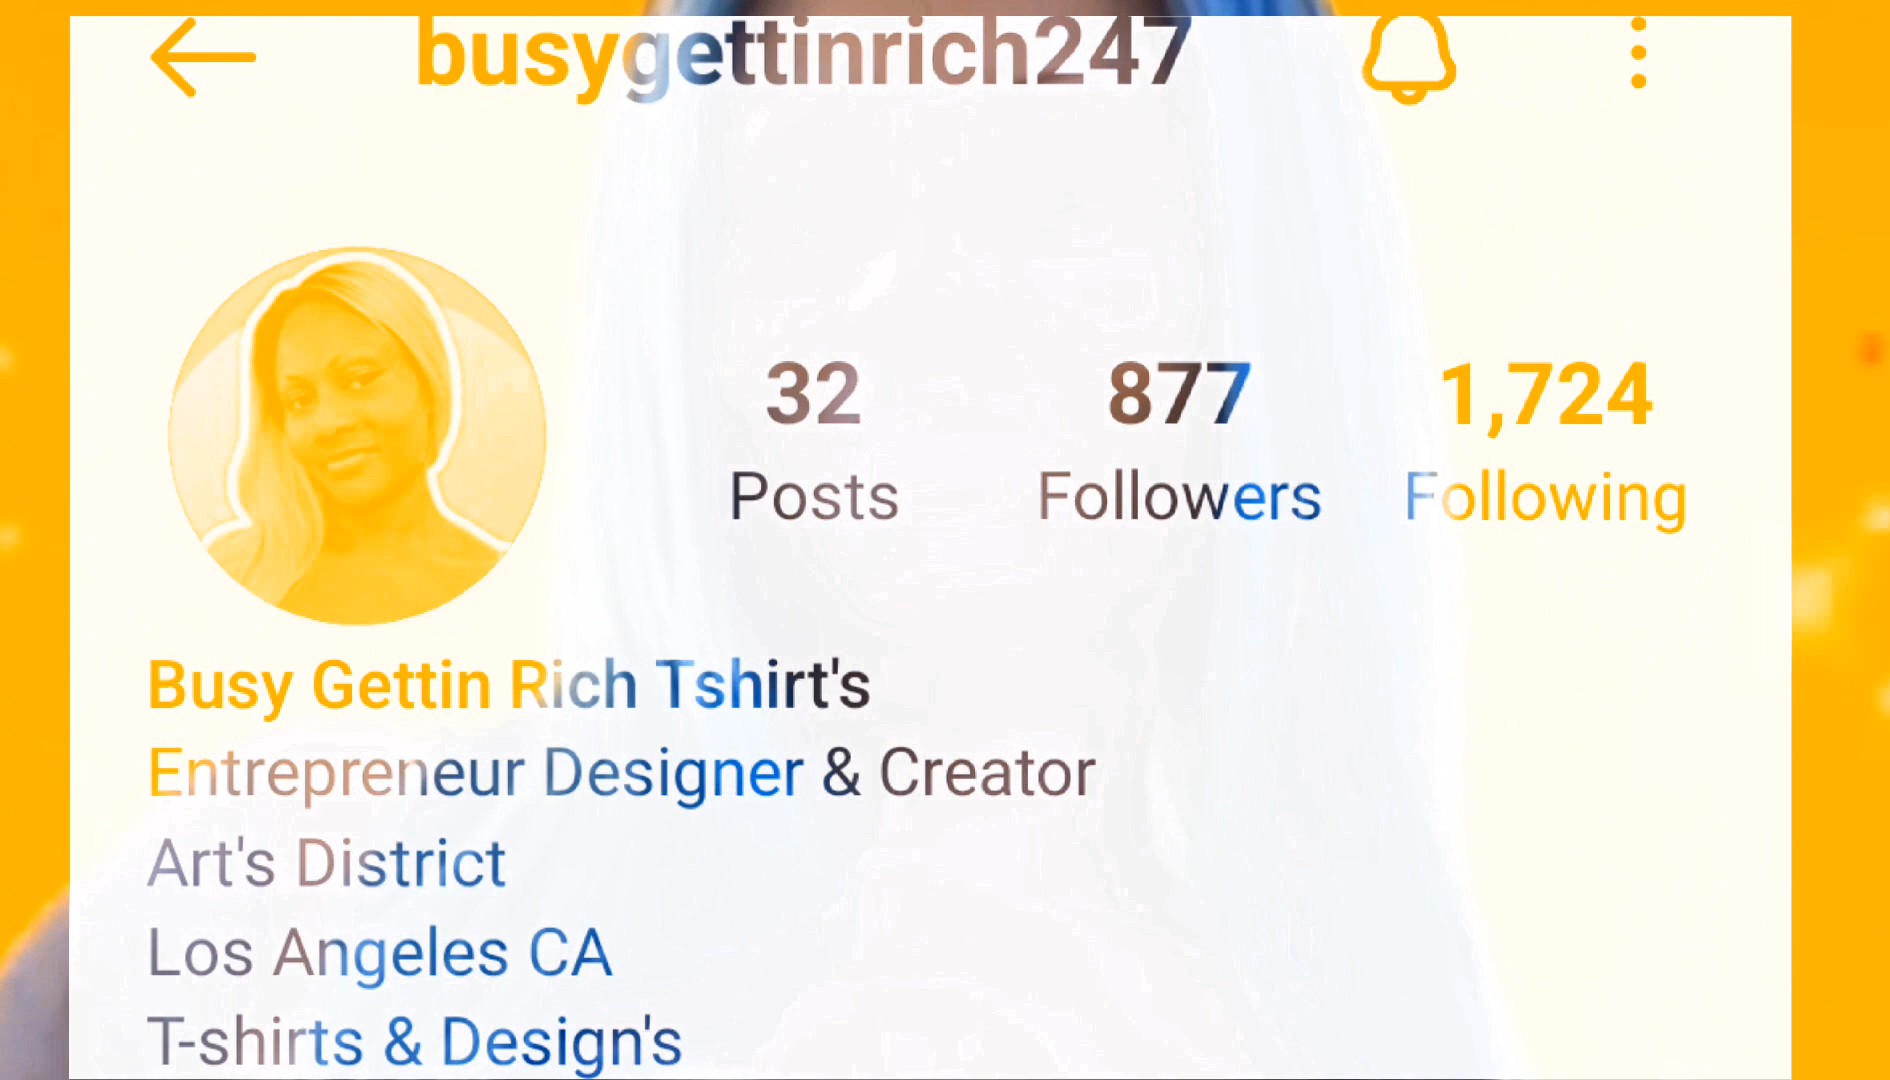 busygettinrich247
32 877 1,724
Posts Followers Following
Busy Gettin Rich Tshirt's
Entrepreneur Designer & Creator
Art's District
Los Angeles CA
T-shirts & Design's